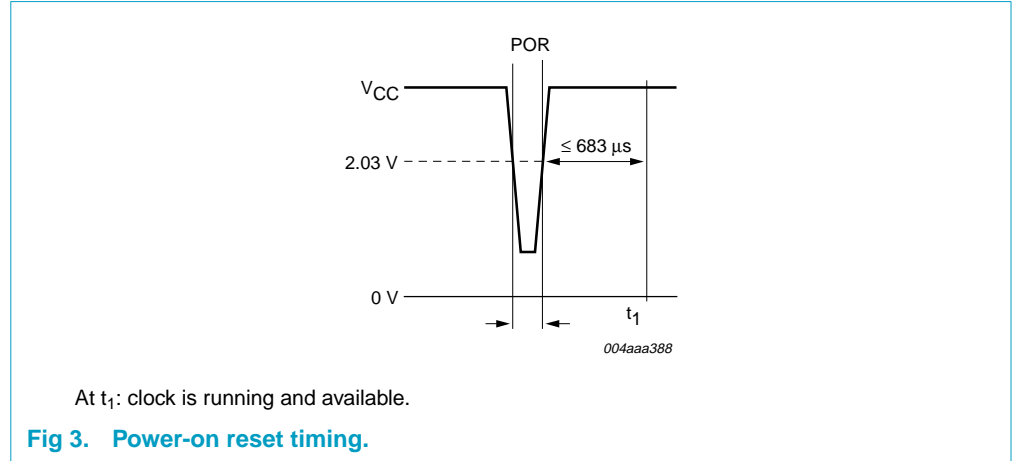 POR
VCC
≤ 683 μs
2.03 V
0 V
t1
004aaa388
At t1: clock is running and available.
Fig 3. Power-on reset timing.